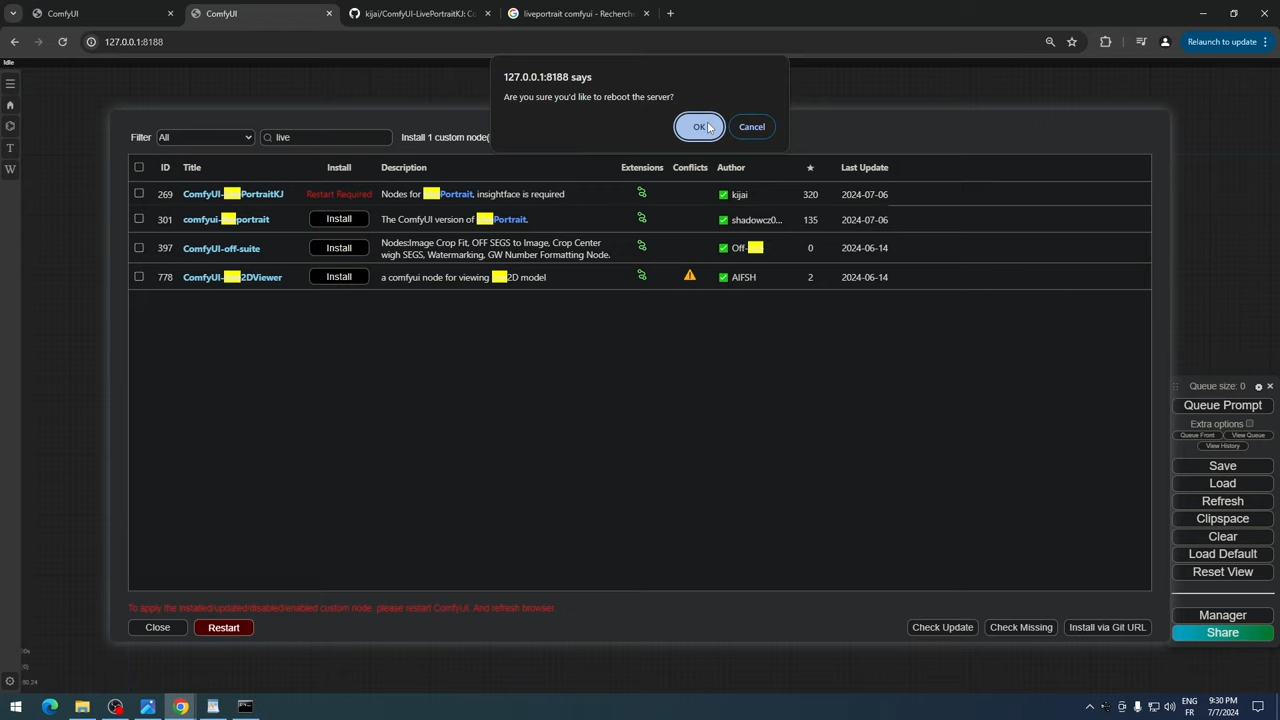 ComfyUI
ComfyUI
kijai/ComfyUI-LivePortraitKJ: Co
liveportrait comfyui - Recherche
127.0.0.1:8188
Relaunch to update
Idle
127.0.0.1:8188 says
Are you sure you'd like to reboot the server?
OK
Cancel
Filter
All
live
Install 1 custom node(
ID
Title
Install
Description
Extensions
Conflicts
Author
★
Last Update
269
ComfyUI- PortraitKJ
Restart Required
Nodes for Portrait, insightface is required
kijai
320
2024-07-06
301
comfyui- portrait
Install
The ComfyUI version of Portrait.
shadowcz0...
135
2024-07-06
397
ComfyUI-off-suite
Install
Nodes:Image Crop Fit, OFF SEGS to Image, Crop Center
wigh SEGS, Watermarking, GW Number Formatting Node.
Off-
0
2024-06-14
778
ComfyUI- 2DViewer
Install
a comfyui node for viewing 2D model
AIFSH
2
2024-06-14
T
W
Queue size: 0
Queue Prompt
Extra options
Queue Front
View Queue
View History
Save
Load
Refresh
Clipspace
Clear
Load Default
Reset View
Manager
Share
To apply the installed/updated/disabled/enabled custom node, please restart ComfyUI. And refresh browser.
Close
Restart
Check Update
Check Missing
Install via Git URL
80.24
ENG
FR
9:30 PM
7/7/2024